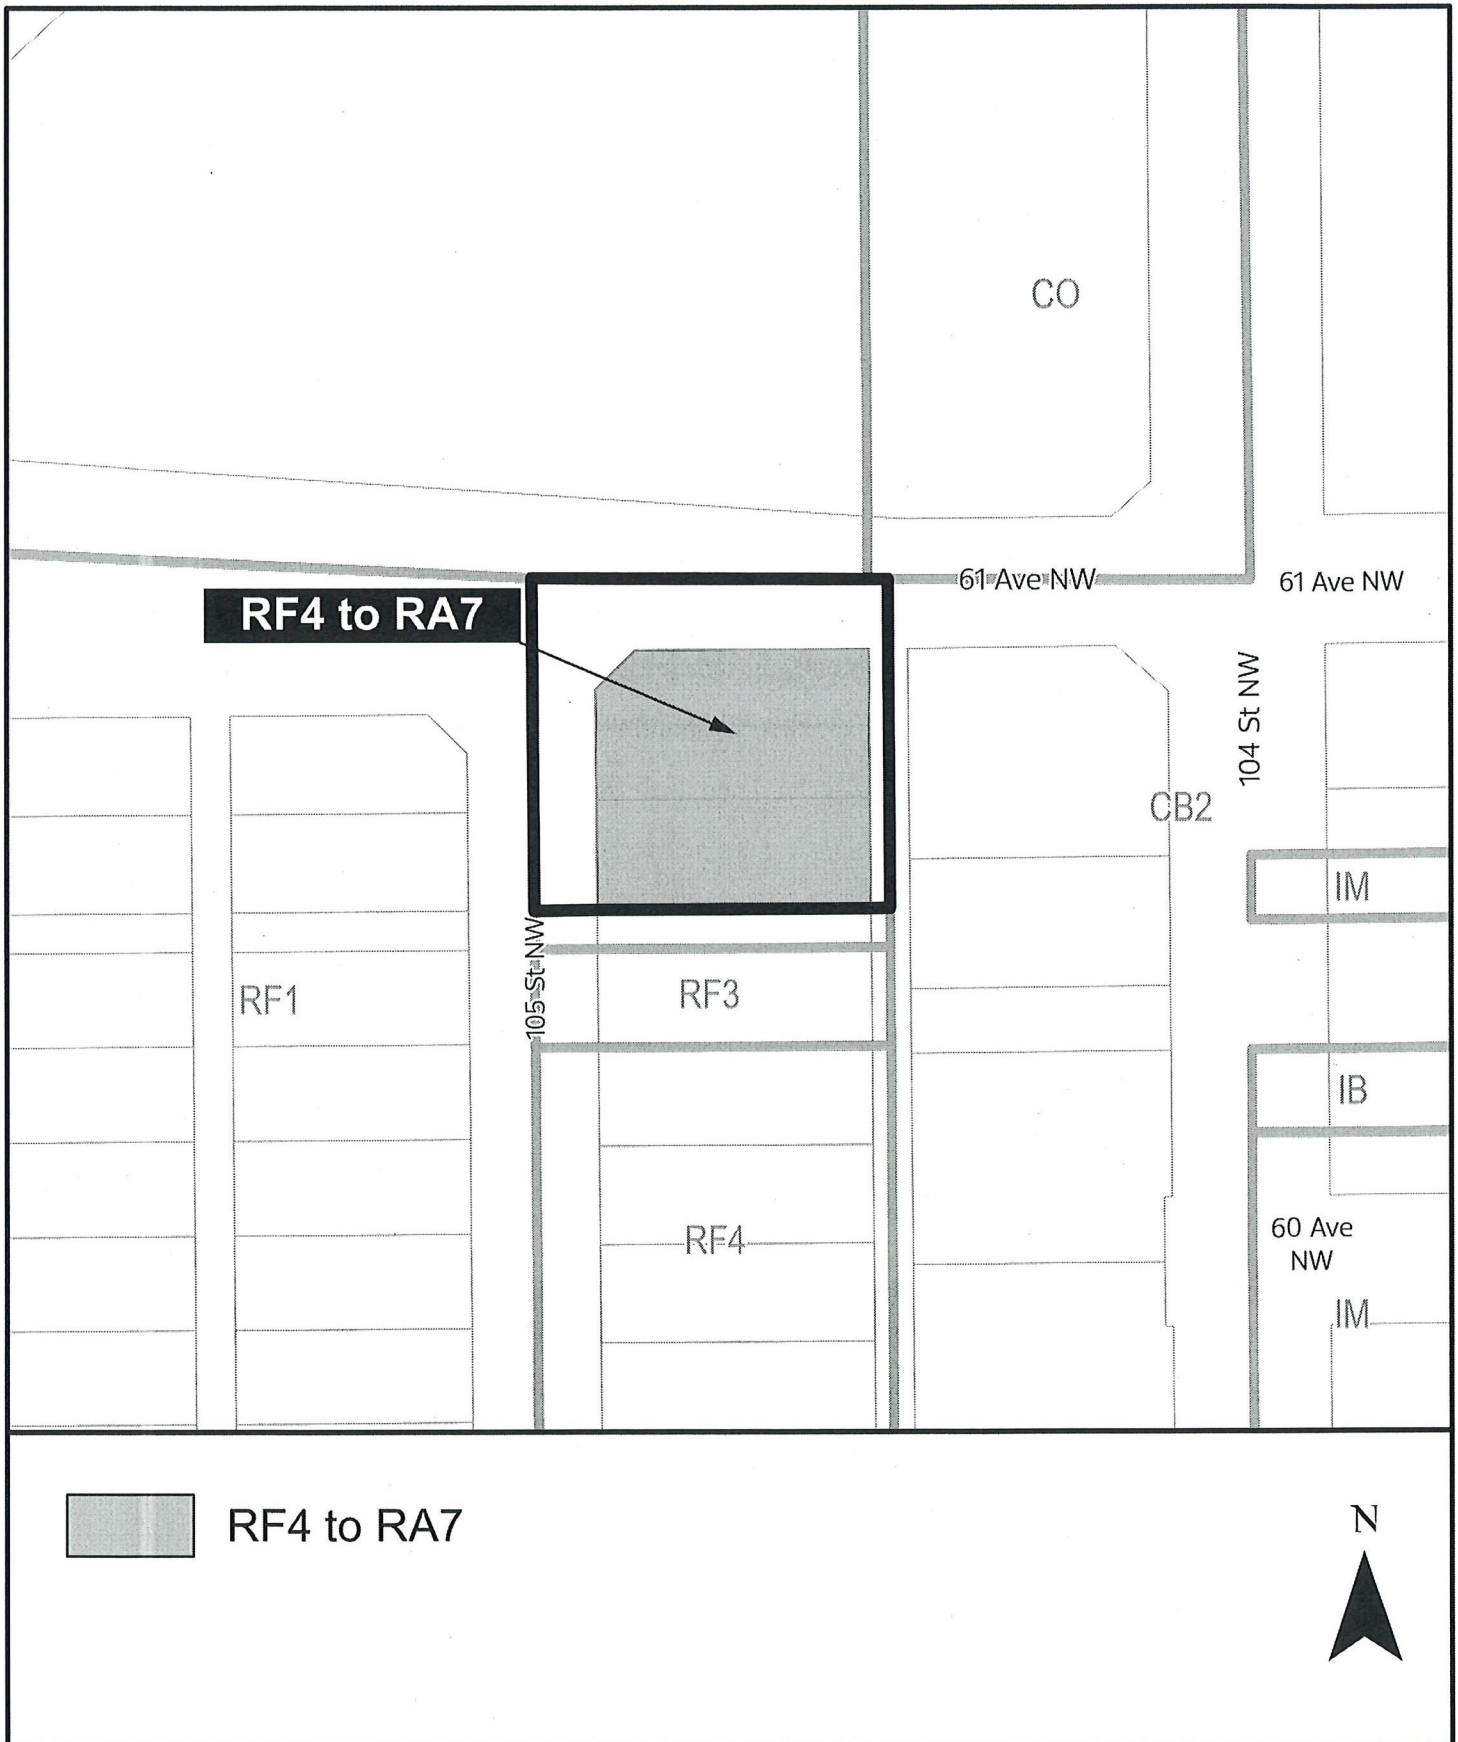 CO
61 Ave NW
61 Ave NW
RF4 to RA7
104 St NW
CB2
IM
105 St NW
RF3
RF1
IB
60 Ave
NW
RF4
IM
RF4 to RA7
N